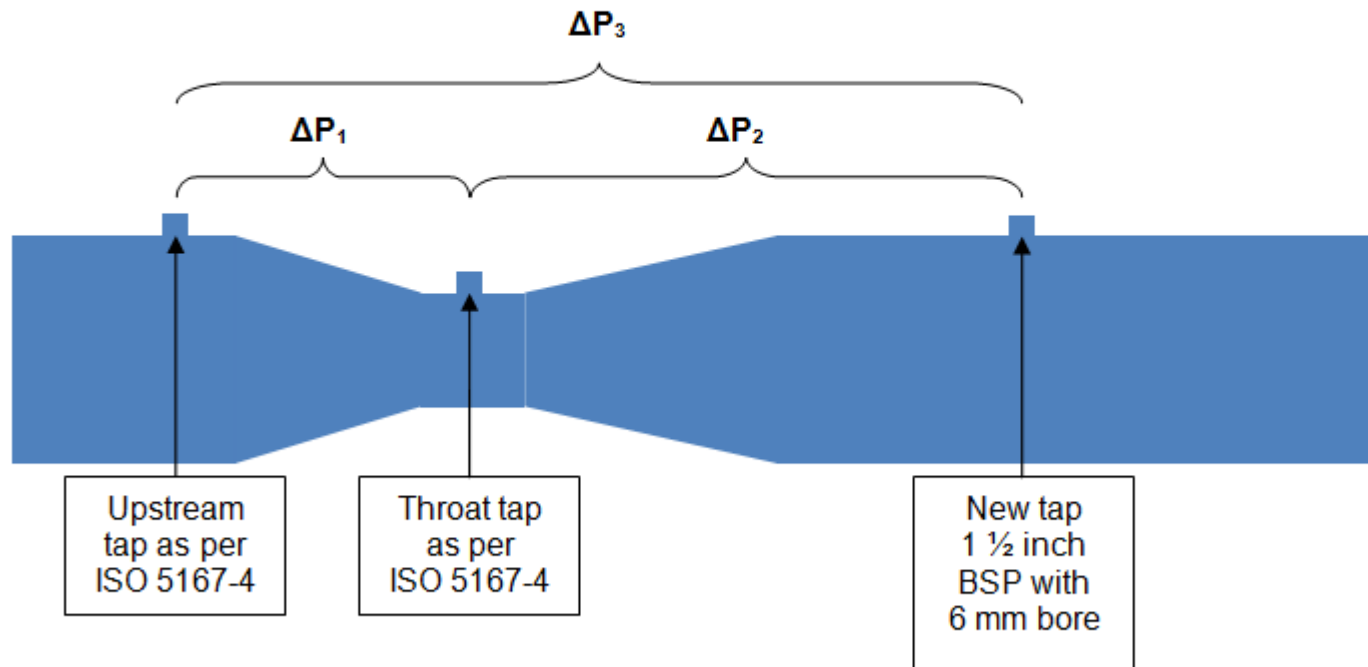 ΔP₃
ΔP₁
ΔP₂
Upstream
tap as per
ISO 5167-4
Throat tap
as per
ISO 5167-4
New tap
1 ½ inch
BSP with
6 mm bore